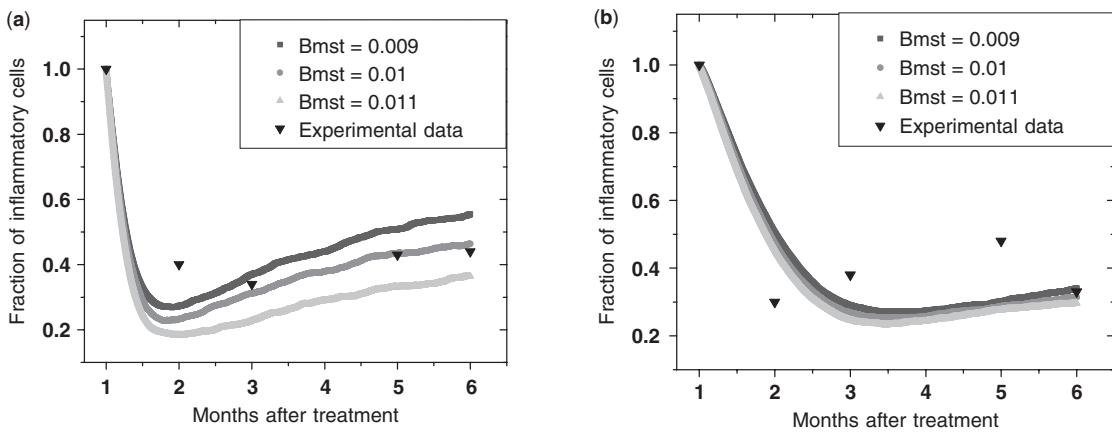 (a)
Bmst = 0.009
Bmst = 0.01
Bmst = 0.011
Experimental data
Fraction of inflammatory cells
1.0
0.8
0.6
0.4
0.2
1 2 3 4 5 6
Months after treatment
(b)
Bmst = 0.009
Bmst = 0.01
Bmst = 0.011
Experimental data
Fraction of inflammatory cells
1.0
0.8
0.6
0.4
0.2
1 2 3 4 5 6
Months after treatment